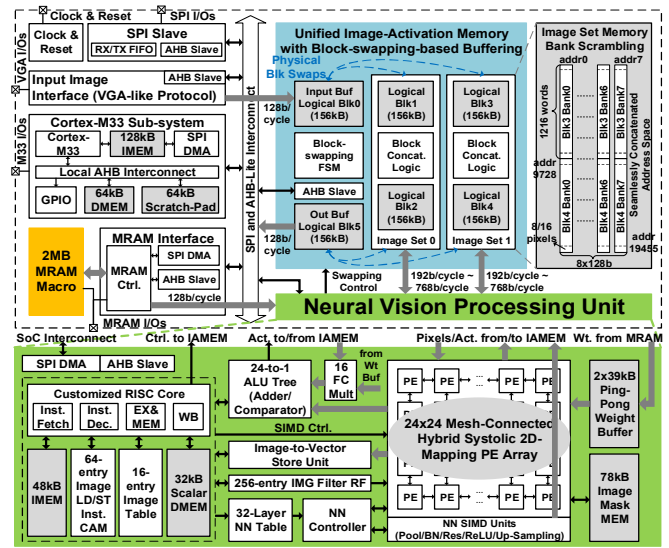 Clock & Reset
SPI I/Os
VGA I/Os
Clock & Reset
SPI Slave
RX/TX FIFO
AHB Slave
AHB Slave
Input Image
Interface (VGA-like Protocol)
M33 I/Os
Cortex-M33 Sub-system
Cortex-
M33
128kB
IMEM
SPI
DMA
Local AHB Interconnect
GPIO
64kB
DMEM
64kB
Scratch-Pad
2MB
MRAM
Macro
MRAM Interface
MRAM
Ctrl.
SPI DMA
AHB Slave
128b/cycle
MRAM I/Os
SPI and AHB-Lite Interconnect
Unified Image-Activation Memory
with Block-swapping-based Buffering
Physical
Blk Swaps
128b/
cycle
Input Buf
Logical Blk0
(156kB)
Logical
Blk1
(156kB)
Logical
Blk3
(156kB)
Block-
swapping
FSM
Block
Concat.
Logic
Block
Concat.
Logic
AHB Slave
Out Buf
Logical Blk5
(156kB)
Logical
Blk2
(156kB)
Logical
Blk4
(156kB)
Image Set 0
Image Set 1
128b/
cycle
Swapping
Control
192b/cycle ~
768b/cycle
192b/cycle ~
768b/cycle
Image Set Memory
Bank Scrambling
addr0
addr7
1216 words
Blk3 Bank0
Blk3 Bank6
Blk3 Bank7
addr
9728
Blk4 Bank0
Blk4 Bank6
Blk4 Bank7
Seamlessly Concatenated
Address Space
8/16
pixels
addr
19455
8x128b
Neural Vision Processing Unit
SoC Interconnect
Ctrl. to IAMEM
Act. to/from IAMEM
Pixels/Act. from/to IAMEM
Wt. from MRAM
SPI DMA
AHB Slave
Customized RISC Core
Inst.
Fetch
Inst.
Dec.
EX&
MEM
WB
48kB
IMEM
64-
entry
Image
LD/ST
Inst.
CAM
16-
entry
Image
Table
32kB
Scalar
DMEM
24-to-1
ALU Tree
(Adder/
Comparator)
16
FC
Mult
from
Wt
Buf
SIMD Ctrl.
Image-to-Vector
Store Unit
256-entry IMG Filter RF
32-Layer
NN Table
NN
Controller
PE
PE
...
PE
PE
PE
PE
...
PE
PE
24x24 Mesh-Connected
Hybrid Systolic 2D-
Mapping PE Array
PE
PE
...
PE
PE
NN SIMD Units
(Pool/BN/Res/ReLU/Up-Sampling)
2x39kB
Ping-
Pong
Weight
Buffer
78kB
Image
Mask
MEM